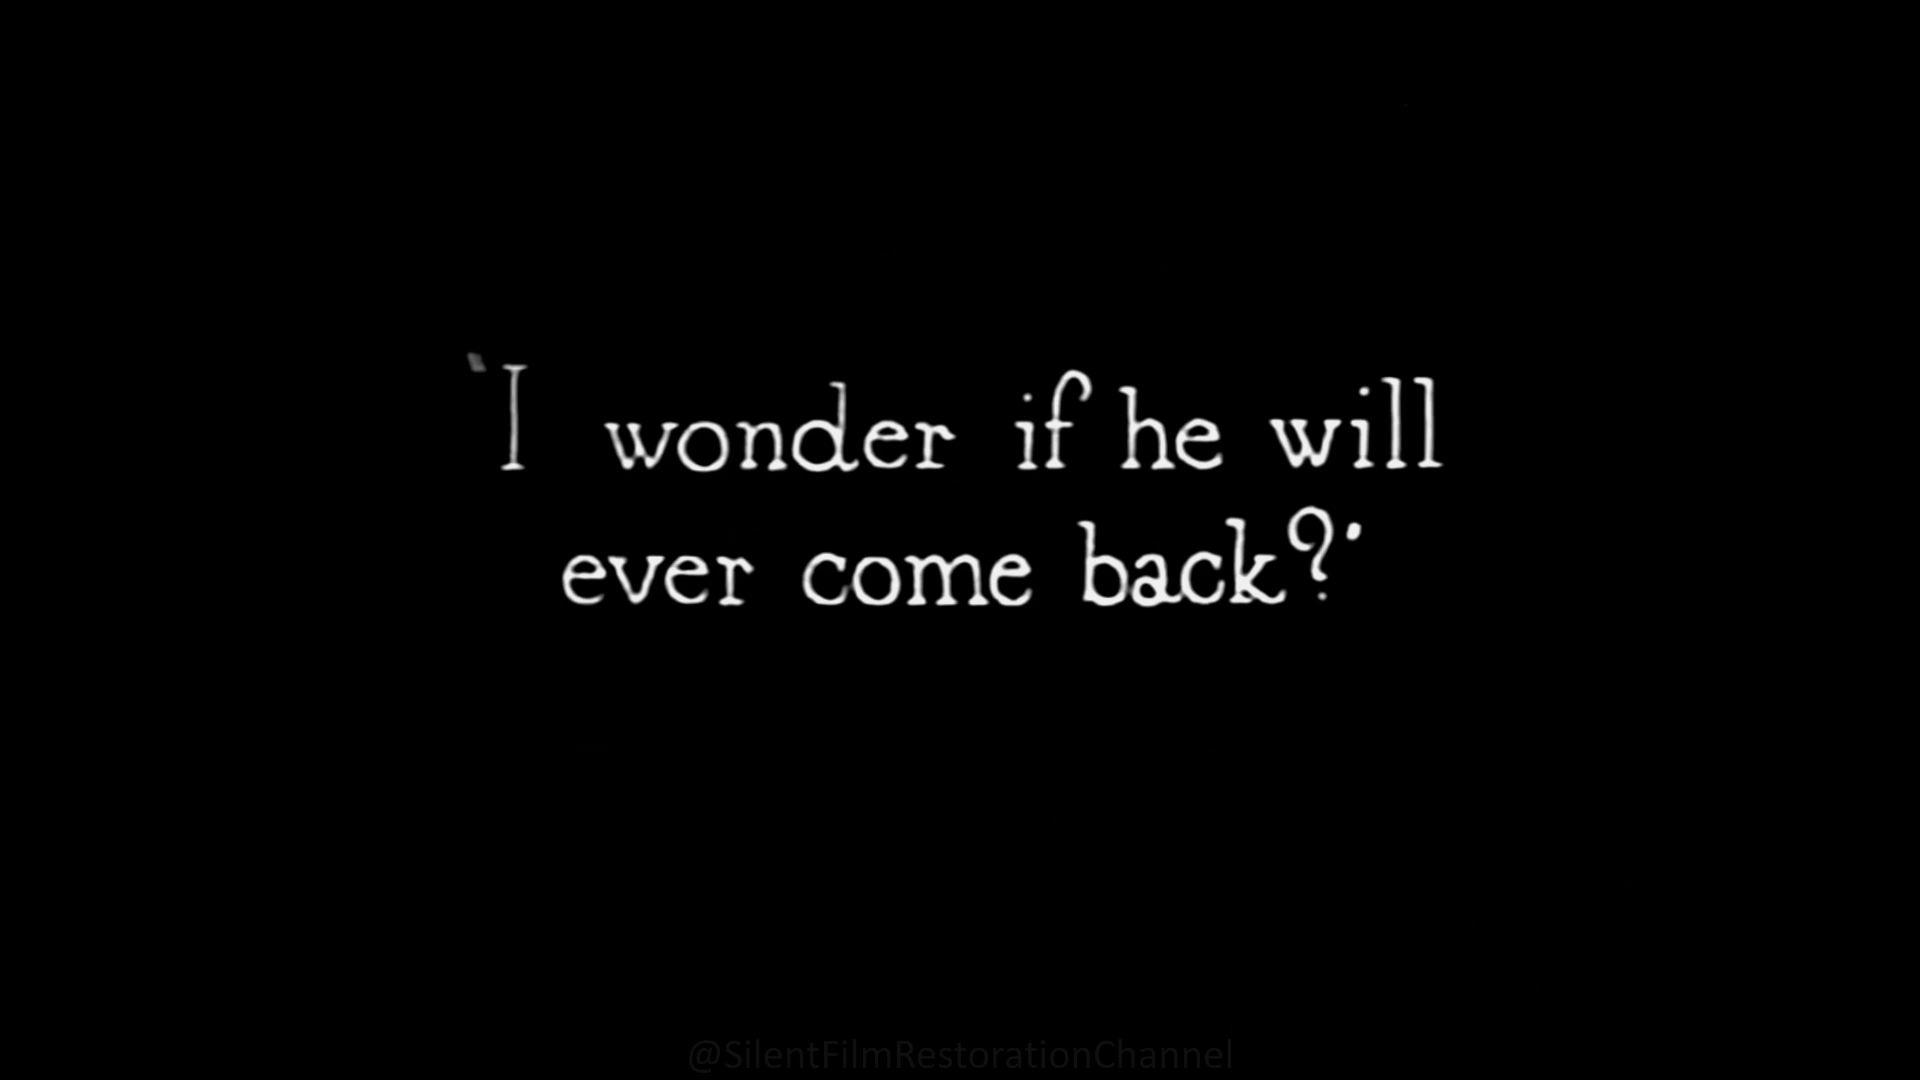 'I wonder if he will
ever come back?'
@SilentFilmRestorationChannel